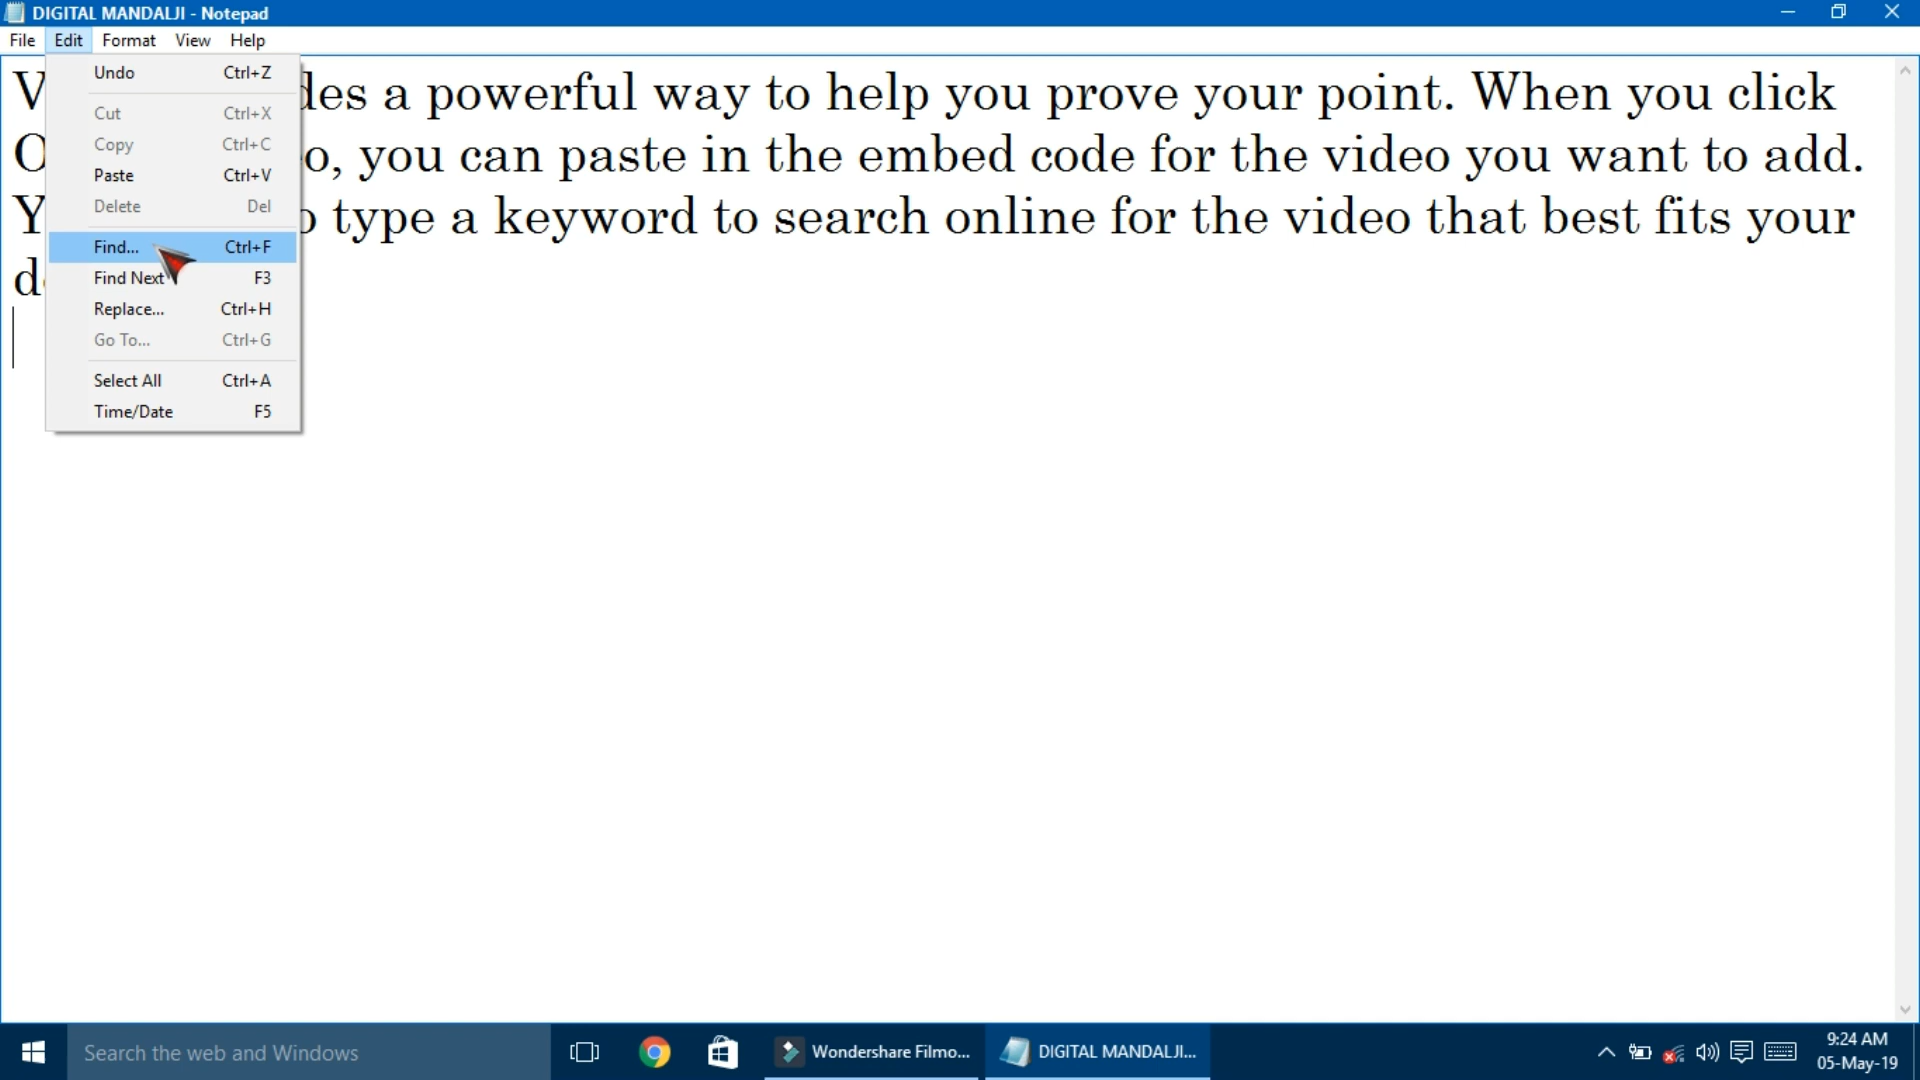 DIGITAL MANDALJI - Notepad
File Edit Format View Help
Undo Ctrl+Z
Cut Ctrl+X
Copy Ctrl+C
Paste Ctrl+V
Delete Del
Find... Ctrl+F
Find Next F3
Replace... Ctrl+H
Go To... Ctrl+G
Select All Ctrl+A
Time/Date F5
a powerful way to help you prove your point. When you click
you can paste in the embed code for the video you want to add.
type a keyword to search online for the video that best fits your
Search the web and Windows
Wondershare Filmo...
DIGITAL MANDALJI...
9:24 AM
05-May-19